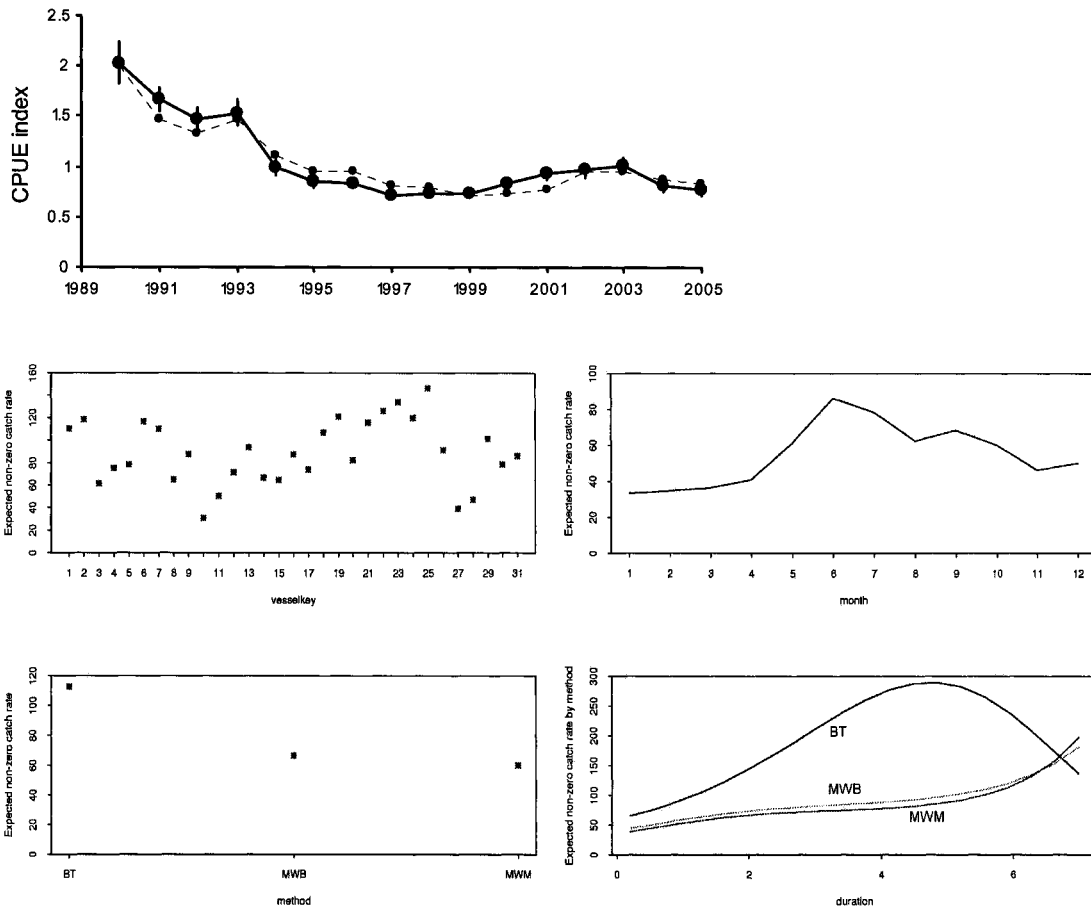 CPUE index
2.5
2
1.5
1
0.5
0
1989 1991 1993 1995 1997 1999 2001 2003 2005
Expected non-zero catch rate
160
120
80
60
40
20
0
1 2 3 4 5 6 7 8 9 11 13 15 17 19 21 23 25 27 29 31
vesselkey
Expected non-zero catch rate
100
80
60
40
20
0
1 2 3 4 5 6 7 8 9 10 11 12
month
Expected non-zero catch rate
120
100
80
60
40
20
0
BT MWB MWM
method
Expected non-zero catch rate by method
300
250
200
150
100
50
0
BT
MWB
MWM
0 2 4 6
duration